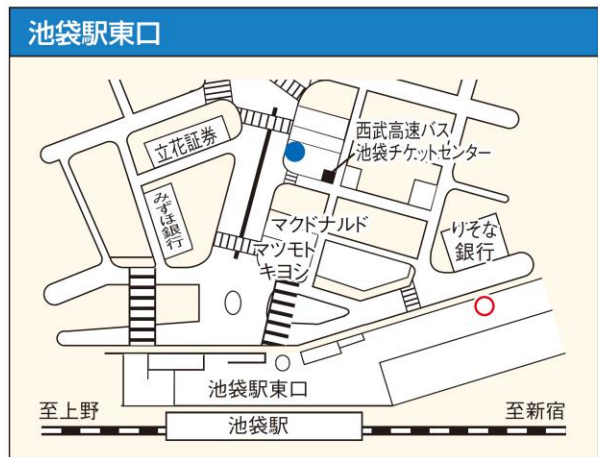 池袋駅東口
西武高速バス
池袋チケットセンター
立花証券
みずほ銀行
マクドナルド
マツモト
キヨシ
りそな
銀行
池袋駅東口
至上野
至新宿
池袋駅